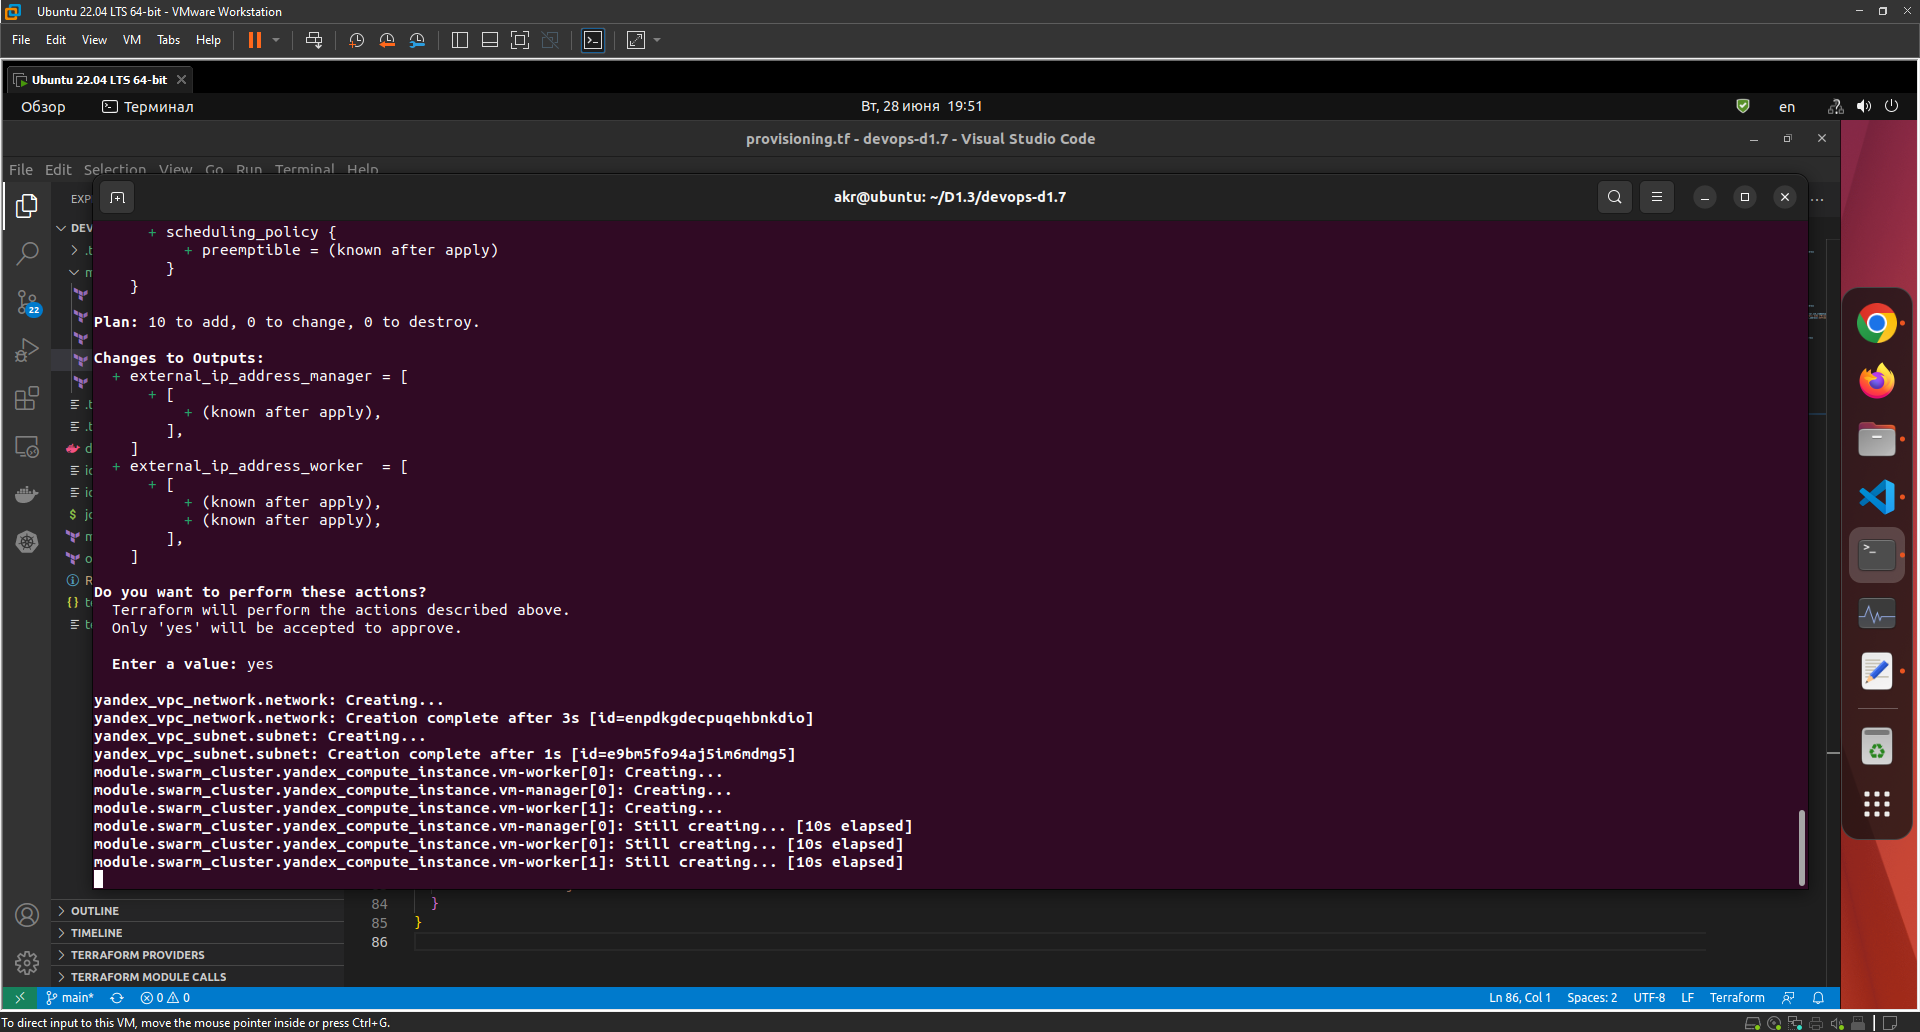 Ubuntu 22.04 LTS 64-bit - VMware Workstation
File Edit View VM Tabs Help
Ubuntu 22.04 LTS 64-bit
Обзор Терминал Вт, 28 июня 19:51 en
provisioning.tf - devops-d1.7 - Visual Studio Code
File Edit Selection View Go Run Terminal Help
EXP
akr@ubuntu: ~/D1.3/devops-d1.7
DEV
22
+ scheduling_policy {
+ preemptible = (known after apply)
}
}
Plan: 10 to add, 0 to change, 0 to destroy.
Changes to Outputs:
+ external_ip_address_manager = [
+ [
+ (known after apply),
],
]
+ external_ip_address_worker  = [
+ [
+ (known after apply),
+ (known after apply),
],
]
Do you want to perform these actions?
Terraform will perform the actions described above.
Only 'yes' will be accepted to approve.
Enter a value: yes
yandex_vpc_network.network: Creating...
yandex_vpc_network.network: Creation complete after 3s [id=enpdkgdecpuqehbnkdio]
yandex_vpc_subnet.subnet: Creating...
yandex_vpc_subnet.subnet: Creation complete after 1s [id=e9bm5fo94aj5im6mdmg5]
module.swarm_cluster.yandex_compute_instance.vm-worker[0]: Creating...
module.swarm_cluster.yandex_compute_instance.vm-manager[0]: Creating...
module.swarm_cluster.yandex_compute_instance.vm-worker[1]: Creating...
module.swarm_cluster.yandex_compute_instance.vm-manager[0]: Still creating... [10s elapsed]
module.swarm_cluster.yandex_compute_instance.vm-worker[0]: Still creating... [10s elapsed]
module.swarm_cluster.yandex_compute_instance.vm-worker[1]: Still creating... [10s elapsed]
84 }
85 }
86
OUTLINE
TIMELINE
TERRAFORM PROVIDERS
TERRAFORM MODULE CALLS
main* 0 0 Ln 86, Col 1 Spaces: 2 UTF-8 LF Terraform
To direct input to this VM, move the mouse pointer inside or press Ctrl+G.